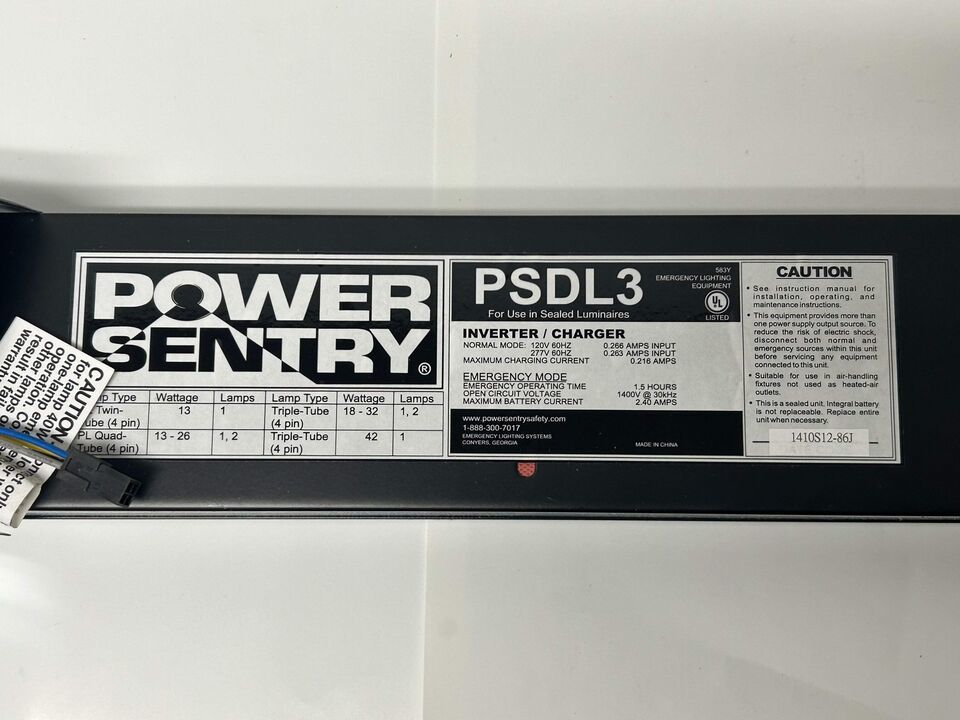 POWER
SENTRY®
Lamp Type Wattage Lamps Lamp Type Wattage Lamps
Twin-
(4 pin) 13 1 Triple-Tube
(4 pin) 18 - 32 1, 2
PL Quad-
Tube (4 pin) 13 - 26 1, 2 Triple-Tube
(4 pin) 42 1
PSDL3
For Use in Sealed Luminaires
583Y
EMERGENCY LIGHTING
EQUIPMENT
UL
LISTED
INVERTER / CHARGER
NORMAL MODE: 120V 60HZ 0.266 AMPS INPUT
277V 60HZ 0.263 AMPS INPUT
MAXIMUM CHARGING CURRENT 0.216 AMPS
EMERGENCY MODE
EMERGENCY OPERATING TIME 1.5 HOURS
OPEN CIRCUIT VOLTAGE 1400V @ 30kHz
MAXIMUM BATTERY CURRENT 2.40 AMPS
www.powersentrysafety.com
1-888-300-7017
EMERGENCY LIGHTING SYSTEMS
CONYERS, GEORGIA
MADE IN CHINA
CAUTION
• See instruction manual for
installation, operating, and
maintenance instructions.
• This equipment provides more than
one power supply output source. To
reduce the risk of electric shock,
disconnect both normal and
emergency sources within this unit
before servicing any equipment
connected to this unit.
• Suitable for use in air-handling
fixtures not used as heated-air
outlets.
• This is a sealed unit. Integral battery
is not replaceable. Replace entire
unit when necessary.
1410S12-86J
CAUTION
for lamp
one lamp
operation